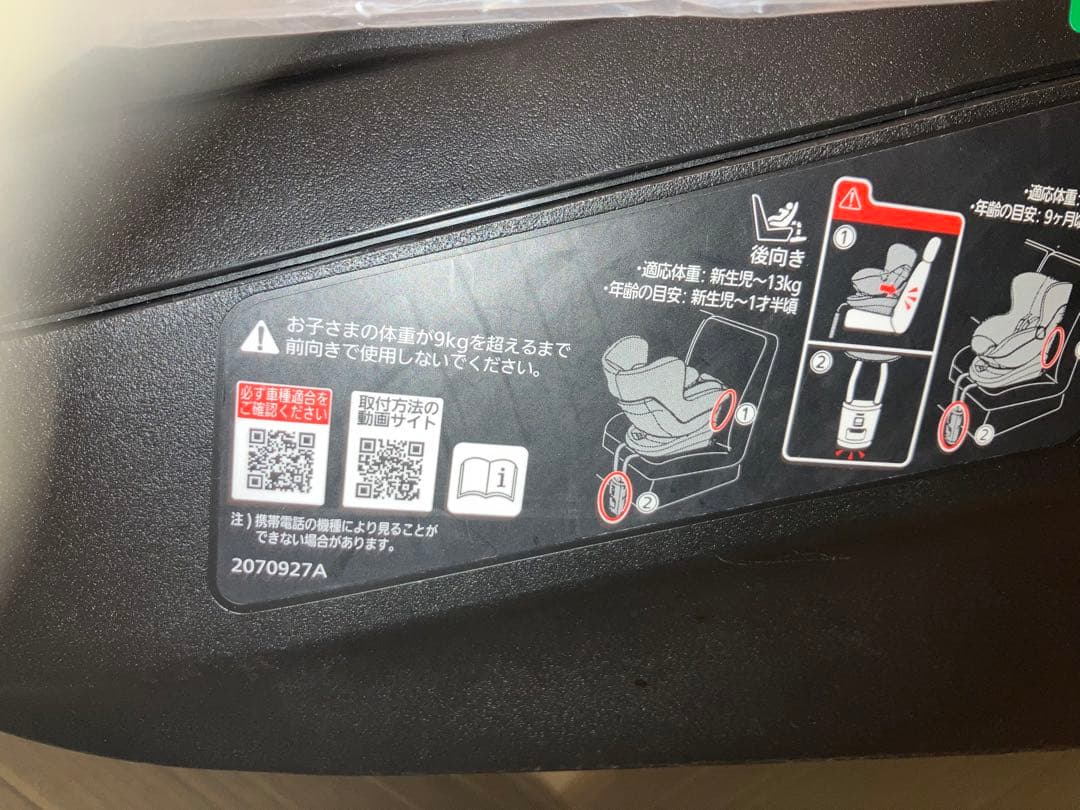 お子さまの体重が9kgを超えるまで
前向きで使用しないでください。
必ず車種適合を
ご確認ください
取付方法の
動画サイト
i
注）携帯電話の機種により見ることが
できない場合があります。
2070927A
後向き
・適応体重：新生児～13kg
・年齢の目安：新生児～1才半頃
①
②
①
②
・適応体重：
・年齢の目安：9ヶ月
①
②